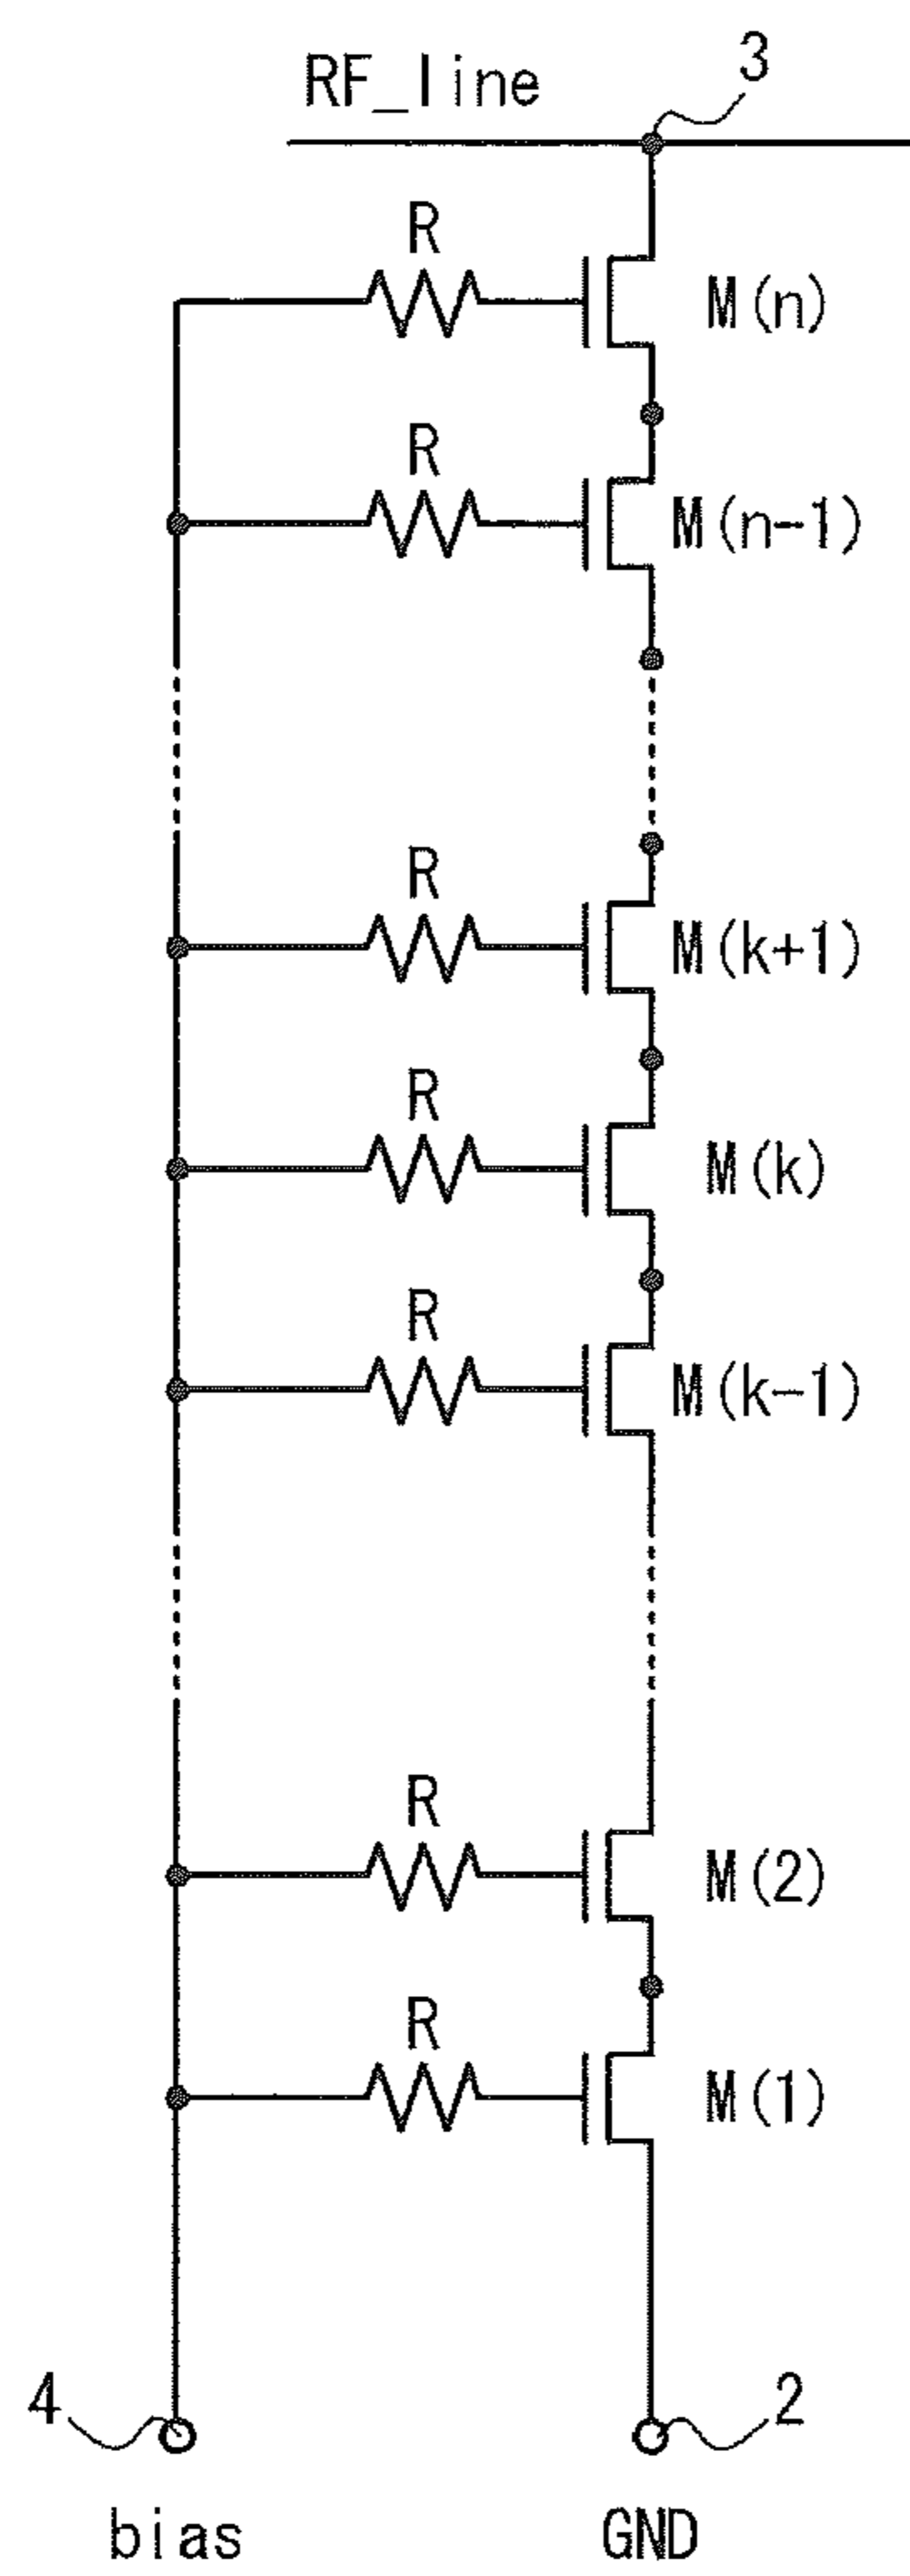 3
RF_line
R
M(n)
R
M(n-1)
R
M(k+1)
R
M(k)
R
M(k-1)
R
M(2)
R
M(1)
4
2
bias
GND